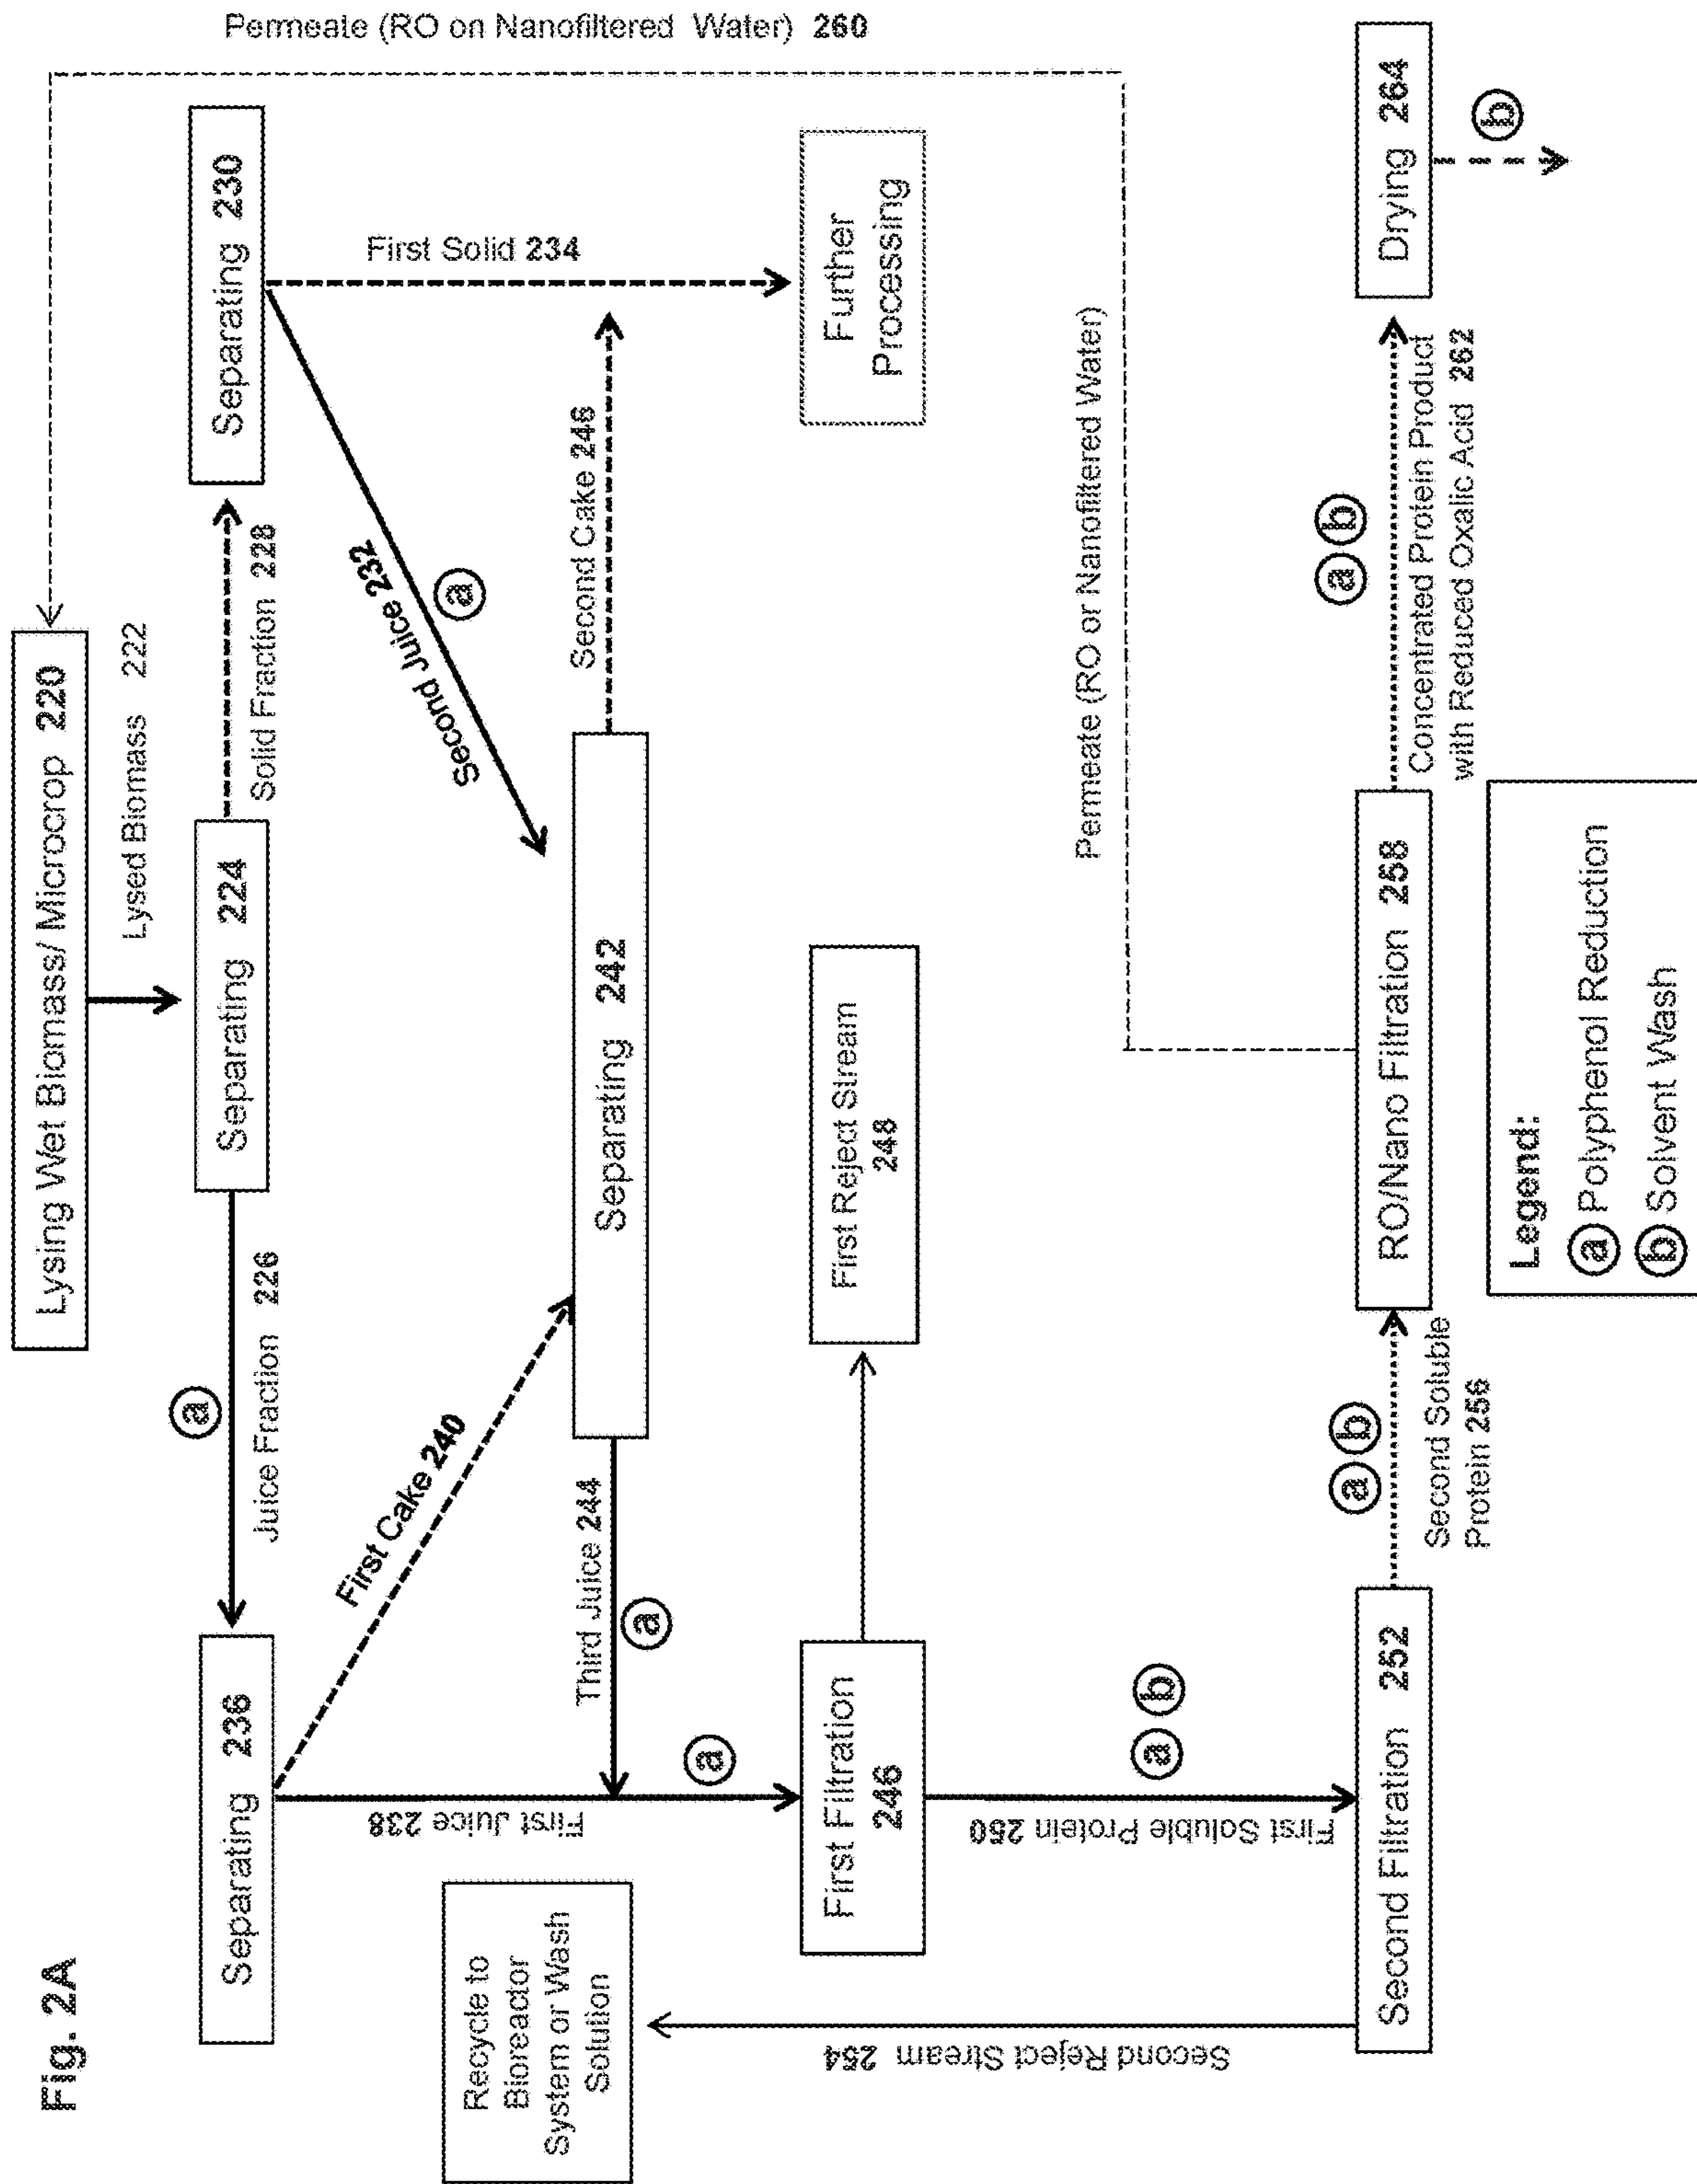 Fig. 2A
Lysing Wet Biomass/ Microcrop 220
Permeate (RO on Nanofiltered Water) 260
Lysed Biomass 222
Separating 236
Juice Fraction 226
Separating 224
Solid Fraction 228
Separating 230
First Cake 240
Second Juice 232
First Solid 234
First Juice 238
Third Juice 244
Separating 242
Second Cake 246
Recycle to
Bioreactor
System or Wash
Solution
First Filtration
246
First Reject Stream
248
Further
Processing
Second Reject Stream 254
First Soluble Protein 250
Permeate (RO or Nanofiltered Water)
Second Filtration 252
Second Soluble
Protein 256
RO/Nano Filtration 258
Concentrated Protein Product
with Reduced Oxalic Acid 262
Drying 264
a
a
a
a
a b
a b
a b
b
Legend:
a Polyphenol Reduction
b Solvent Wash